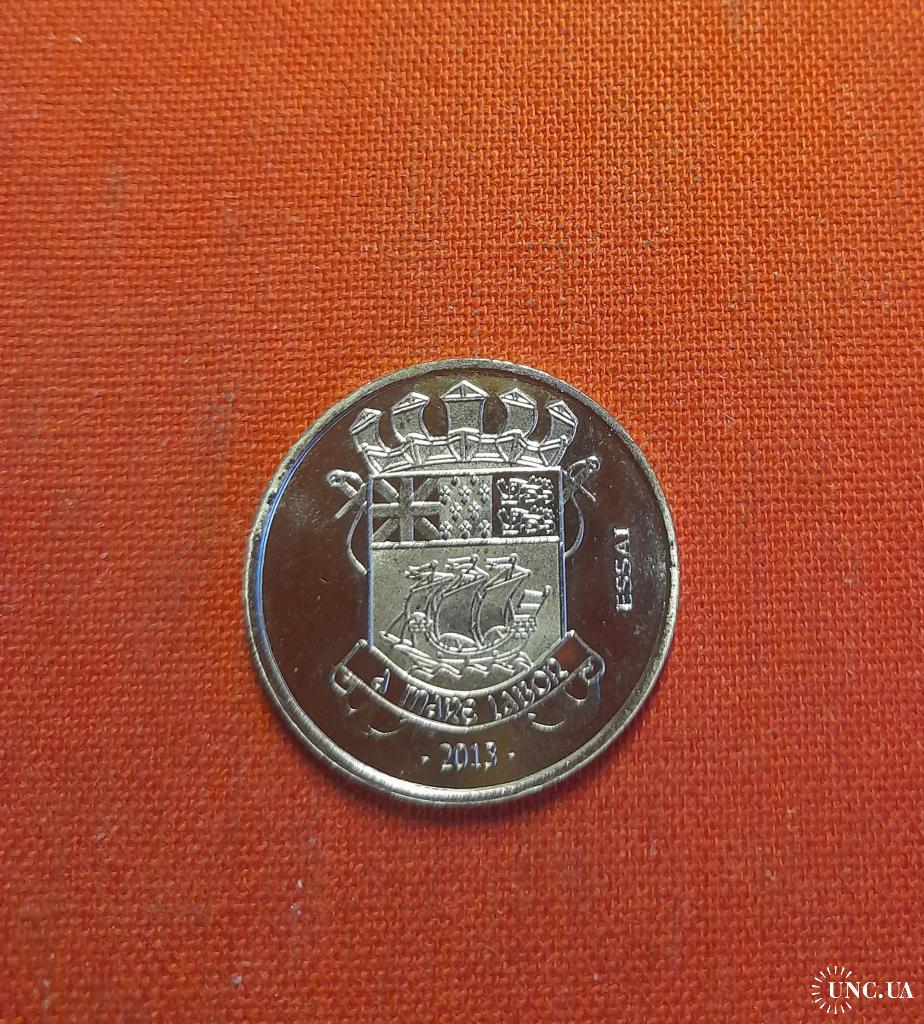 ESSAI
A MARE LABOR
· 2013 ·
UNC.UA